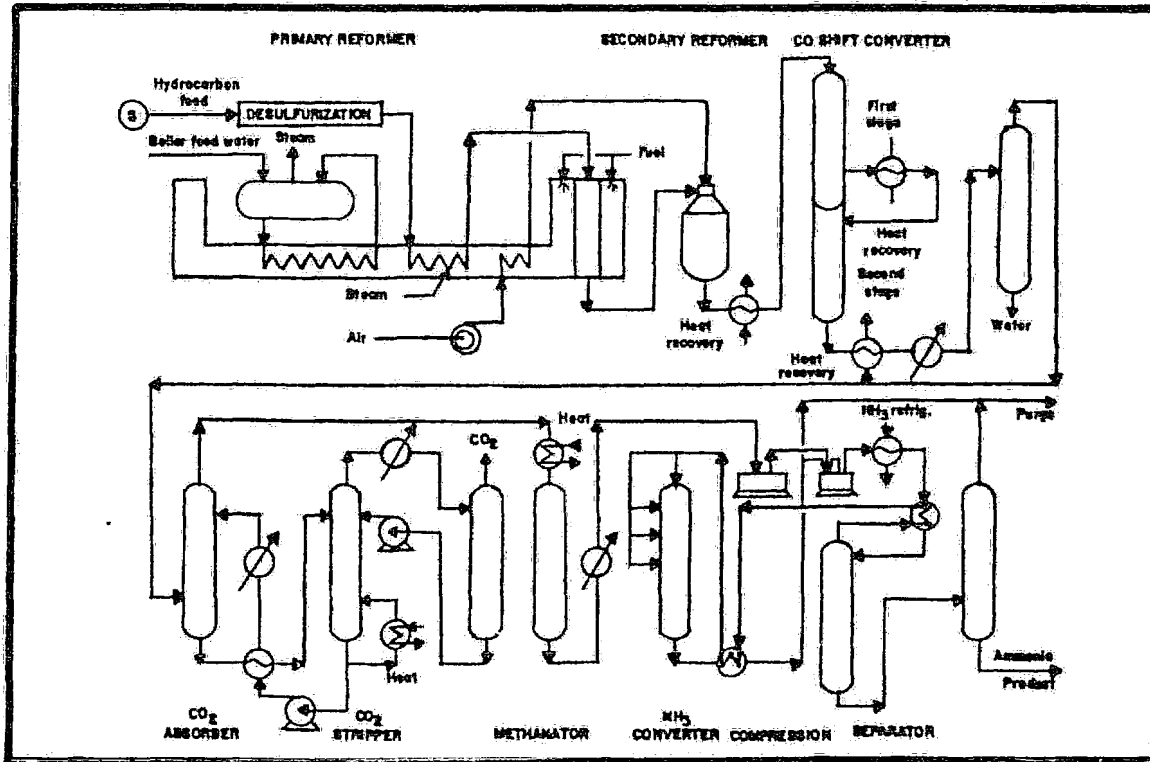 PRIMARY REFORMER
SECONDARY REFORMER
CO SHIFT CONVERTER
Hydrocarbon
feed
DESULFURIZATION
Boiler feed water
Steam
Fuel
First
stage
Heat
recovery
Second
stage
Steam
Air
Heat
recovery
Heat
recovery
Water
CO2
Heat
NH3 refrig.
Purge
Heat
Ammonia
Product
CO2
ABSORBER
CO2
STRIPPER
METHANATOR
NH3
CONVERTER
COMPRESSION
SEPARATOR